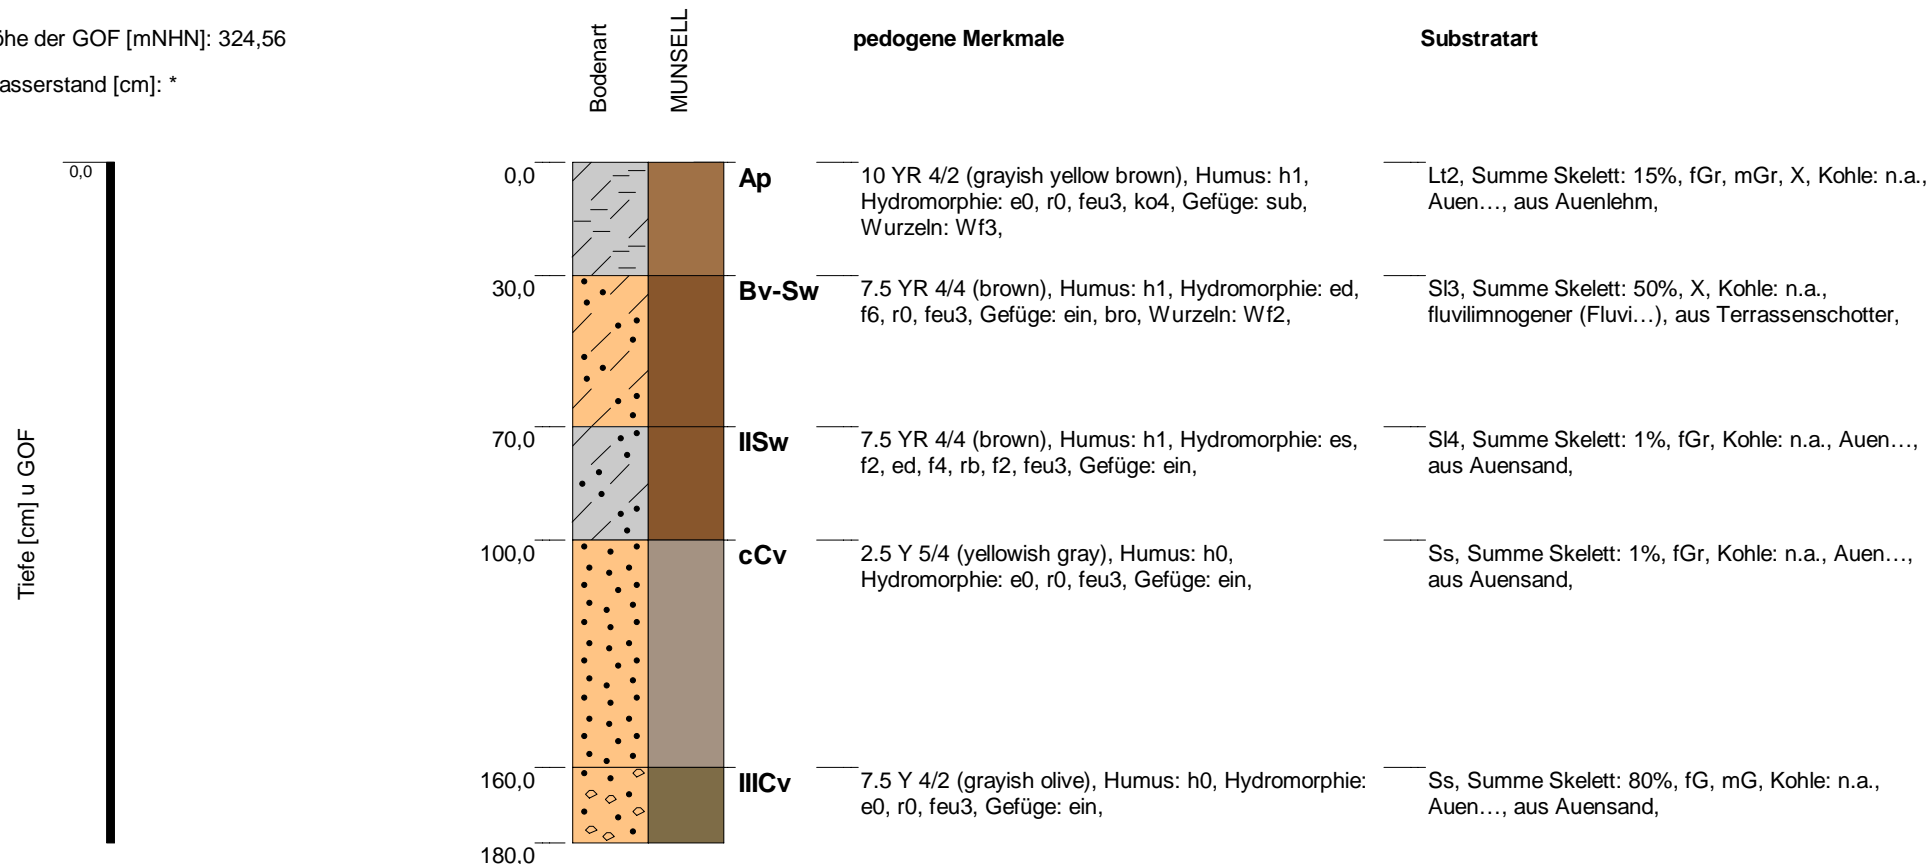 öhe der GOF [mNHN]: 324,56
asserstand [cm]: *
Bodenart
MUNSELL
pedogene Merkmale
Substratart
Tiefe [cm] u GOF
0,0
0,0
Ap
10 YR 4/2 (grayish yellow brown), Humus: h1,
Hydromorphie: e0, r0, feu3, ko4, Gefüge: sub,
Wurzeln: Wf3,
Lt2, Summe Skelett: 15%, fGr, mGr, X, Kohle: n.a.,
Auen…, aus Auenlehm,
30,0
Bv-Sw
7.5 YR 4/4 (brown), Humus: h1, Hydromorphie: ed,
f6, r0, feu3, Gefüge: ein, bro, Wurzeln: Wf2,
Sl3, Summe Skelett: 50%, X, Kohle: n.a.,
fluvilimnogener (Fluvi…), aus Terrassenschotter,
70,0
IISw
7.5 YR 4/4 (brown), Humus: h1, Hydromorphie: es,
f2, ed, f4, rb, f2, feu3, Gefüge: ein,
Sl4, Summe Skelett: 1%, fGr, Kohle: n.a., Auen…,
aus Auensand,
100,0
cCv
2.5 Y 5/4 (yellowish gray), Humus: h0,
Hydromorphie: e0, r0, feu3, Gefüge: ein,
Ss, Summe Skelett: 1%, fGr, Kohle: n.a., Auen…,
aus Auensand,
160,0
IIICv
7.5 Y 4/2 (grayish olive), Humus: h0, Hydromorphie:
e0, r0, feu3, Gefüge: ein,
Ss, Summe Skelett: 80%, fG, mG, Kohle: n.a.,
Auen…, aus Auensand,
180,0